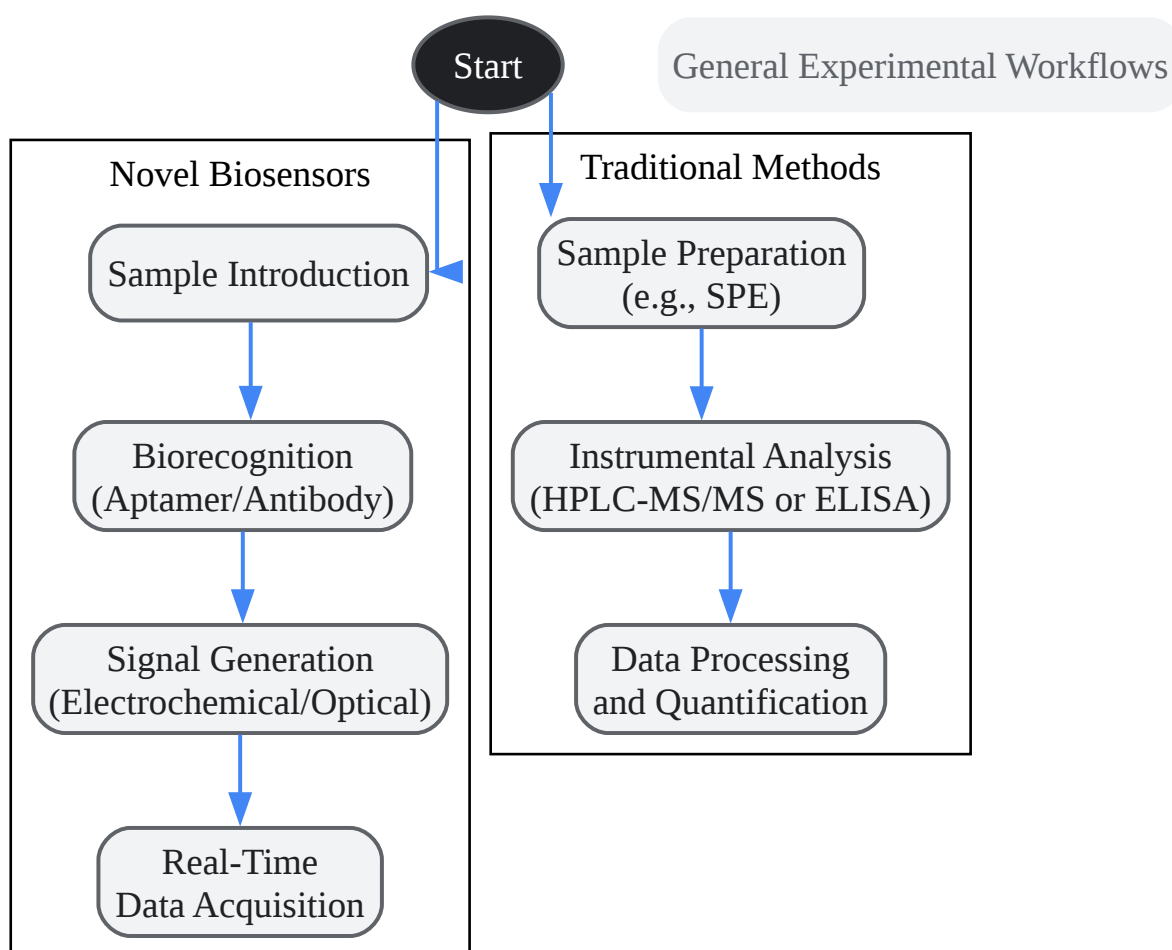 Start
General Experimental Workflows
Novel Biosensors
Sample Introduction
Biorecognition
(Aptamer/Antibody)
Signal Generation
(Electrochemical/Optical)
Real-Time
Data Acquisition
Traditional Methods
Sample Preparation
(e.g., SPE)
Instrumental Analysis
(HPLC-MS/MS or ELISA)
Data Processing
and Quantification